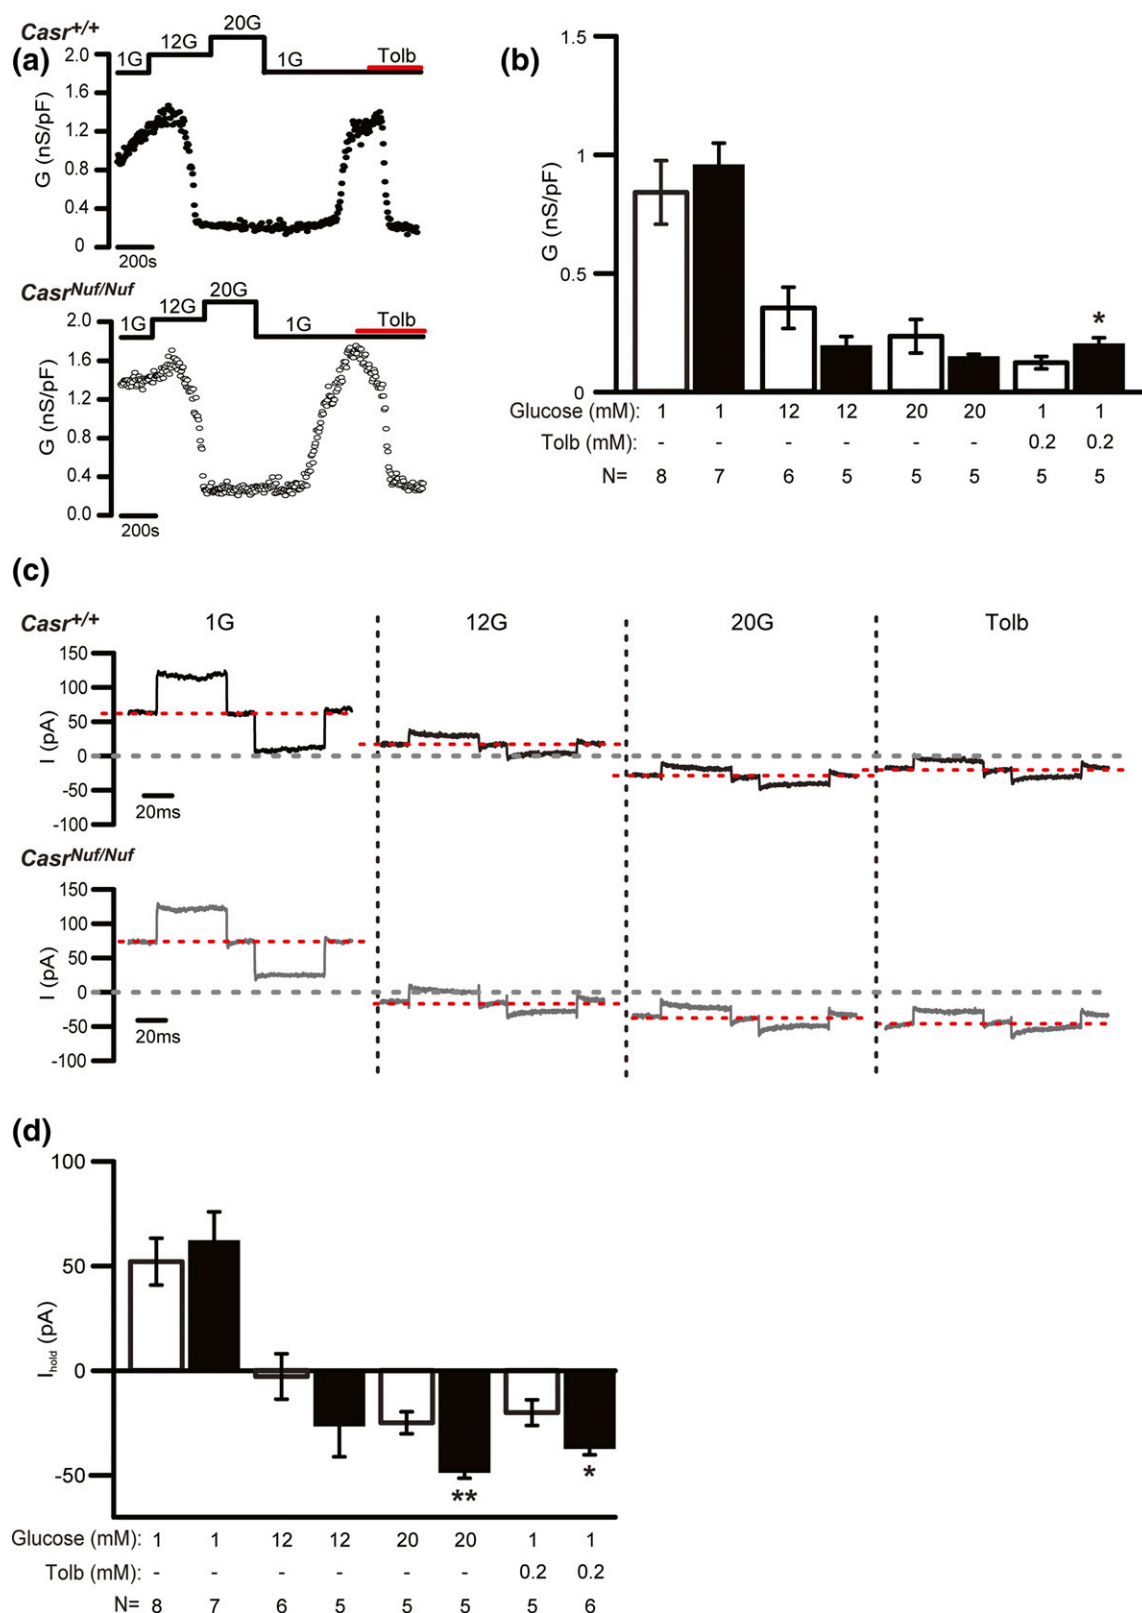 (a)
Casr+/+
1G 12G 20G 1G Tolb
2.0
1.6
1.2
0.8
0.4
0
G (nS/pF)
200s
CasrNuf/Nuf
1G 12G 20G 1G Tolb
2.0
1.6
1.2
0.8
0.4
0.0
G (nS/pF)
200s
(b)
1.5
1
0.5
0
G (nS/pF)
Glucose (mM): 1 1 12 12 20 20 1 1
Tolb (mM): - - - - - - 0.2 0.2
N= 8 7 6 5 5 5 5 5
*
(c)
Casr+/+
1G 12G 20G Tolb
150
100
50
0
-50
-100
I (pA)
20ms
CasrNuf/Nuf
150
100
50
0
-50
-100
I (pA)
20ms
(d)
100
50
0
-50
Ihold (pA)
** *
Glucose (mM): 1 1 12 12 20 20 1 1
Tolb (mM): - - - - - - 0.2 0.2
N= 8 7 6 5 5 5 5 6